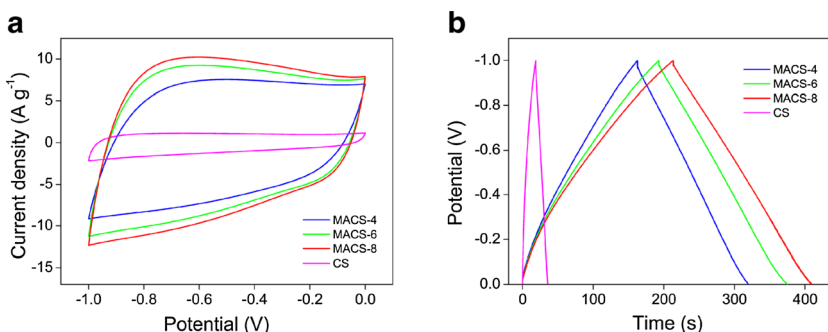 a
10
5
0
-5
-10
-15
Current density (A g⁻¹)
MACS-4
MACS-6
MACS-8
CS
-1.0 -0.8 -0.6 -0.4 -0.2 0.0
Potential (V)
b
-1.0
-0.8
-0.6
-0.4
-0.2
0.0
Potential (V)
MACS-4
MACS-6
MACS-8
CS
0 100 200 300 400
Time (s)